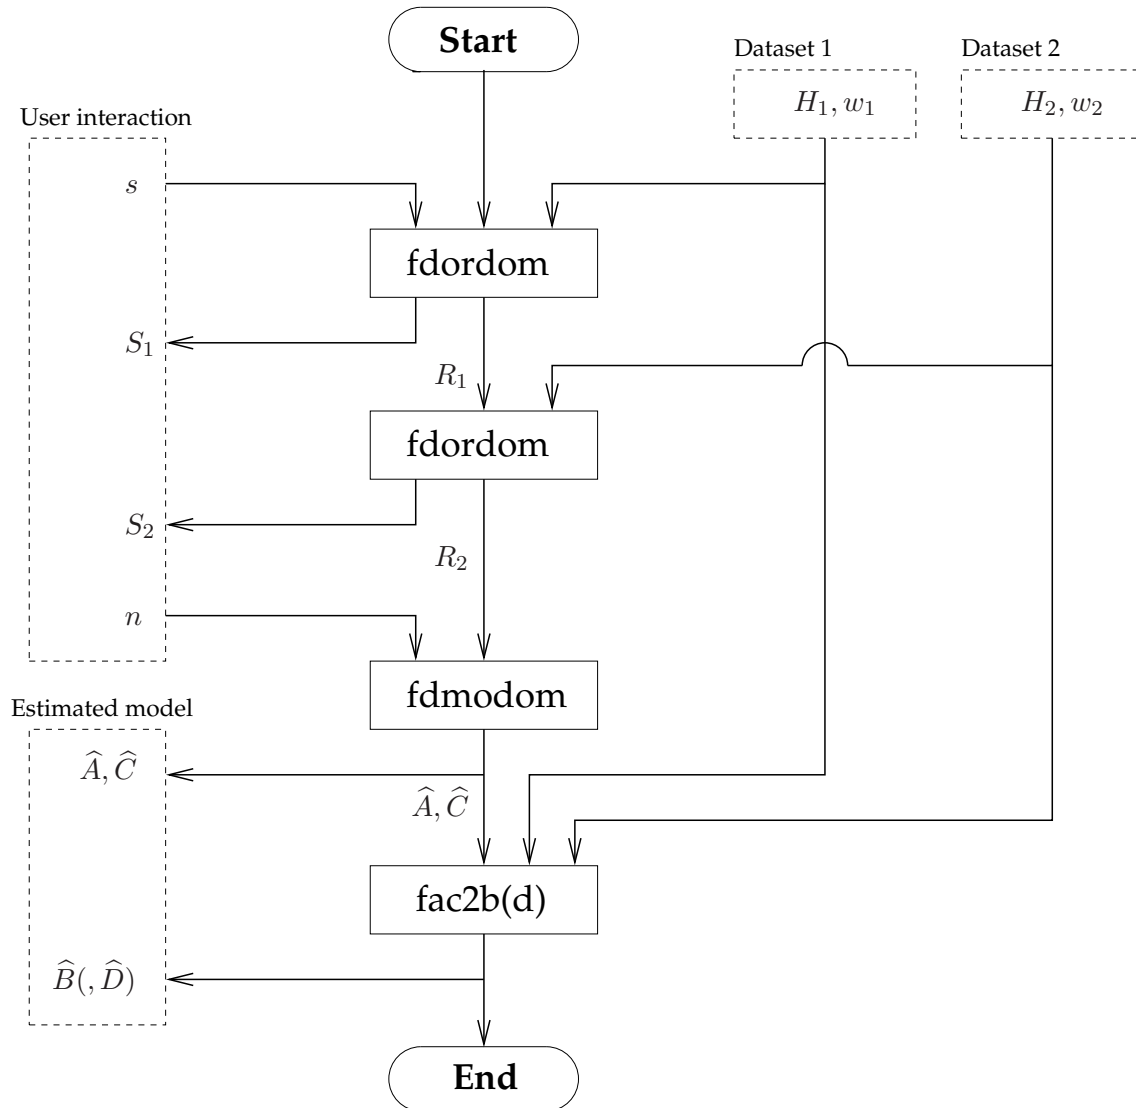 Start
Dataset 1
Dataset 2
H₁, w₁
H₂, w₂
User interaction
s
fdordom
S₁
R₁
fdordom
S₂
R₂
n
fdmodom
Estimated model
Â, Ĉ
Â, Ĉ
fac2b(d)
B̂(, D̂)
End